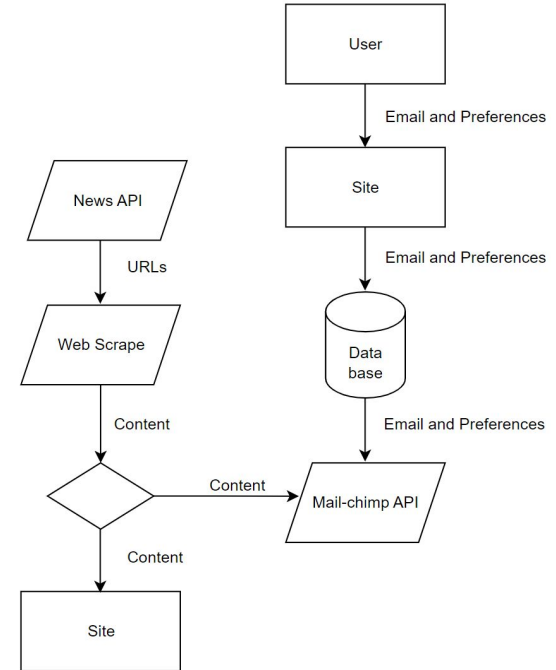 User
Email and Preferences
Site
Email and Preferences
Data
base
Email and Preferences
Mail-chimp API
News API
URLs
Web Scrape
Content
Content
Content
Site